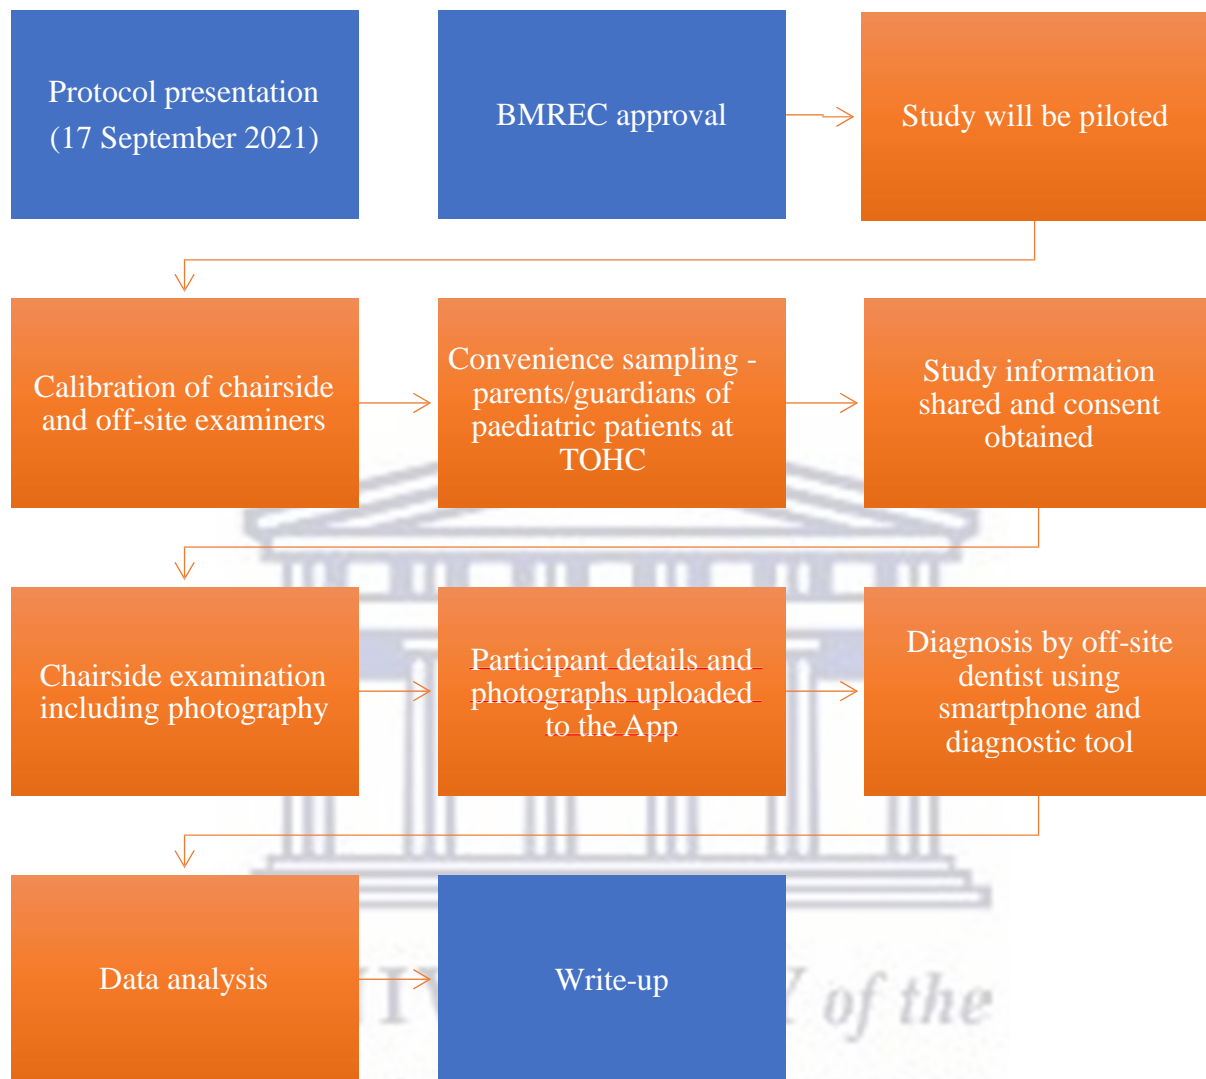 Protocol presentation
(17 September 2021)
BMREC approval
Study will be piloted
Calibration of chairside
and off-site examiners
Convenience sampling -
parents/guardians of
paediatric patients at
TOHC
Study information
shared and consent
obtained
Chairside examination
including photography
Participant details and
photographs uploaded
to the App
Diagnosis by off-site
dentist using
smartphone and
diagnostic tool
Data analysis
Write-up
of the